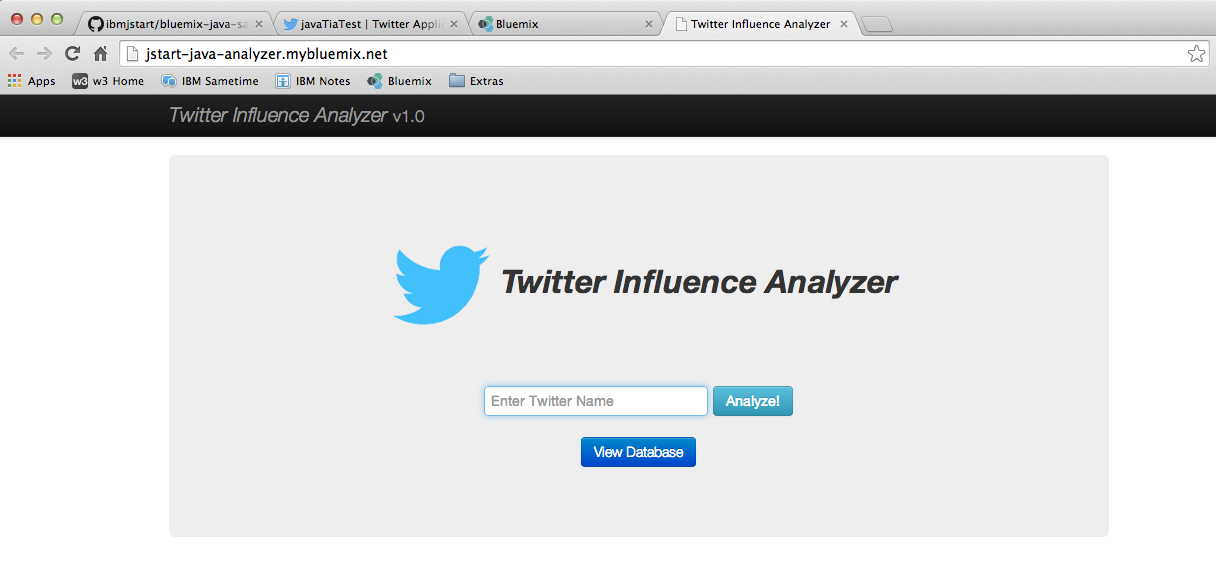 ibmjstart/bluemix-java-sa
javaTiaTest | Twitter Applic
Bluemix
Twitter Influence Analyzer
jstart-java-analyzer.mybluemix.net
Apps
w3 w3 Home
IBM Sametime
IBM Notes
Bluemix
Extras
Twitter Influence Analyzer v1.0
Twitter Influence Analyzer
Enter Twitter Name
Analyze!
View Database